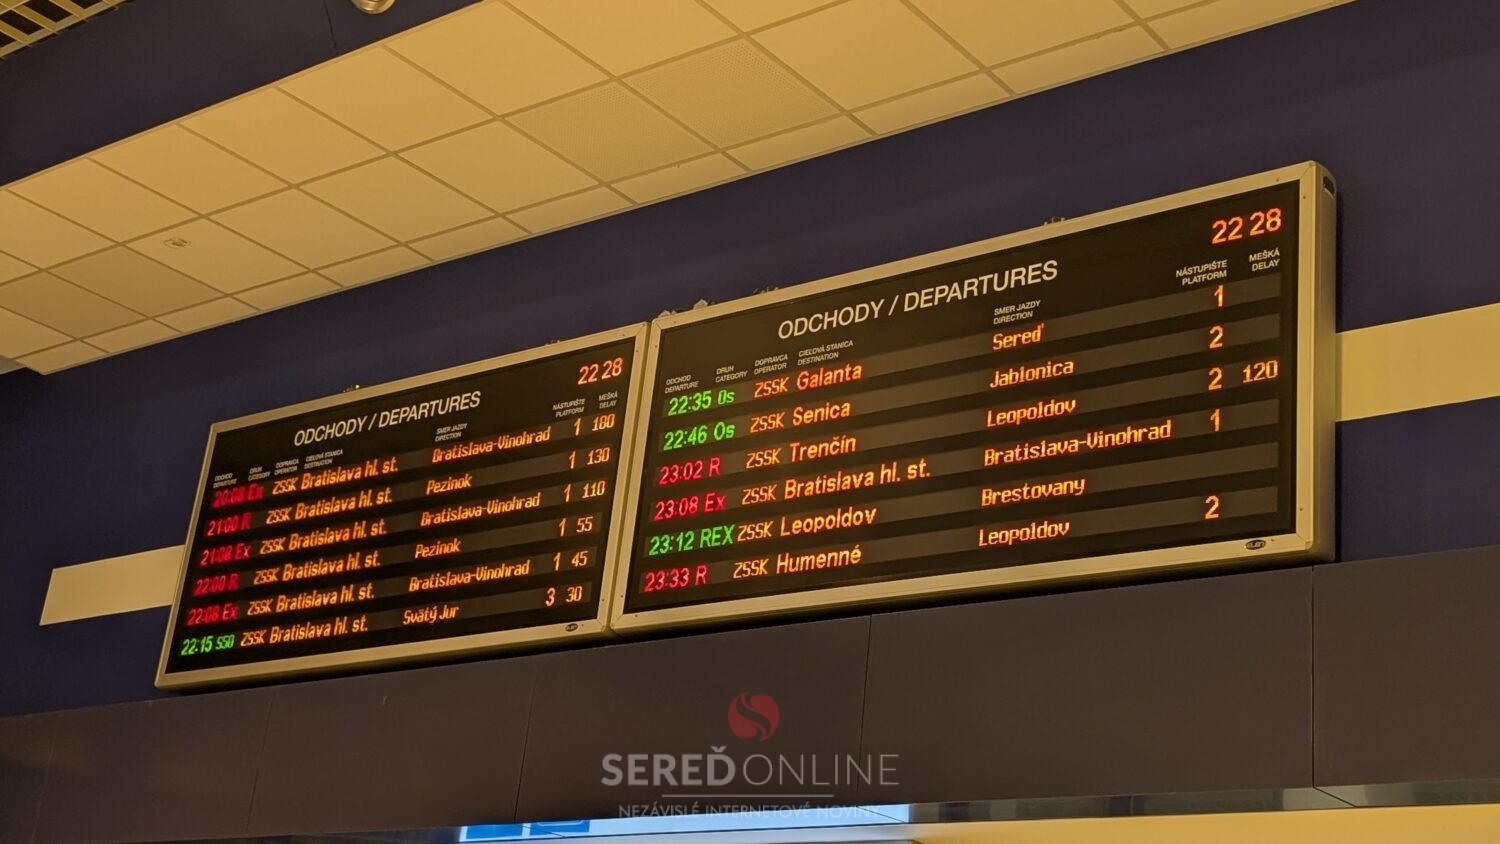 22 28
ODCHODY / DEPARTURES
ODCHOD DRUH DOPRAVCA CIEĽOVÁ STANICA SMER JAZDY NÁSTUPIŠTE MEŠKÁ
DEPARTURE CATEGORY OPERATOR DESTINATION DIRECTION PLATFORM DELAY
20:08 Ex ZSSK Bratislava hl. st. Bratislava-Vinohrad 1 180
21:00 R ZSSK Bratislava hl. st. Pezinok 1 130
21:08 Ex ZSSK Bratislava hl. st. Bratislava-Vinohrad 1 110
22:00 R ZSSK Bratislava hl. st. Pezinok 1 55
22:08 Ex ZSSK Bratislava hl. st. Bratislava-Vinohrad 1 45
22:15 S50 ZSSK Bratislava hl. st. Svätý Jur 3 30
elen
22 28
ODCHODY / DEPARTURES
ODCHOD DRUH DOPRAVCA CIEĽOVÁ STANICA SMER JAZDY NÁSTUPIŠTE MEŠKÁ
DEPARTURE CATEGORY OPERATOR DESTINATION DIRECTION PLATFORM DELAY
22:35 Os ZSSK Galanta Sereď 1
22:46 Os ZSSK Senica Jablonica 2
23:02 R ZSSK Trenčín Leopoldov 2 120
23:08 Ex ZSSK Bratislava hl. st. Bratislava-Vinohrad 1
23:12 REX ZSSK Leopoldov Brestovany
23:33 R ZSSK Humenné Leopoldov 2
elen
SEREĎ ONLINE
NEZÁVISLÉ INTERNETOVÉ NOVINY